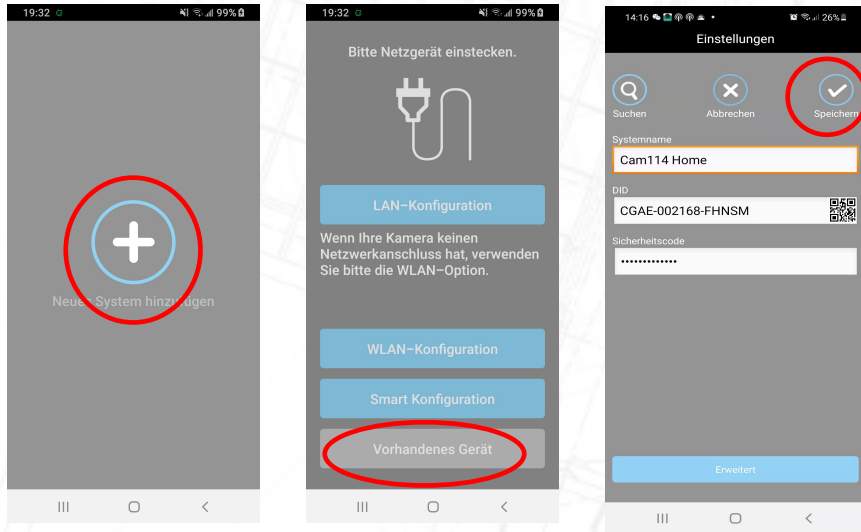 19:32
99%
Neues System hinzufügen
19:32
99%
Bitte Netzgerät einstecken.
LAN-Konfiguration
Wenn Ihre Kamera keinen
Netzwerkanschluss hat, verwenden
Sie bitte die WLAN-Option.
WLAN-Konfiguration
Smart Konfiguration
Vorhandenes Gerät
14:16
26%
Einstellungen
Suchen
Abbrechen
Speichern
Systemname
Cam114 Home
DID
CGAE-002168-FHNSM
Sicherheitscode
•••••••••••••
Erweitert